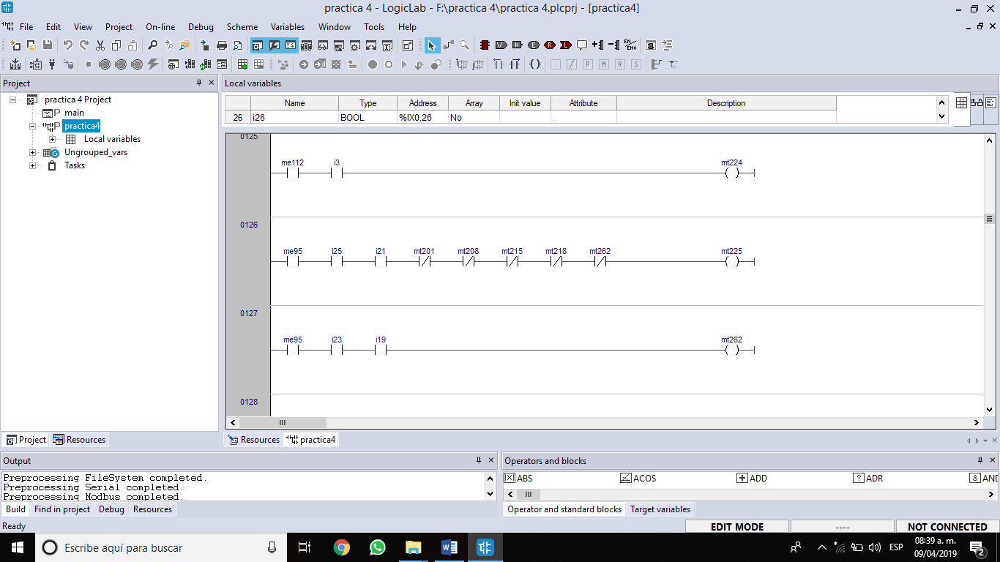 practica 4 - LogicLab - F:\practica 4\practica 4.plcprj - [practica4]
File Edit View Project On-line Debug Scheme Variables Window Tools Help
EN/ ENO
Project
practica 4 Project
main
practica4
Local variables
Ungrouped_vars
Tasks
Project Resources
Local variables
Name Type Address Array Init value Attribute Description
26 i26 BOOL %IX0.26 No ..
0125
me112 i3 mt224
0126
me95 i25 i21 mt201 mt208 mt215 mt218 mt262 mt225
0127
me95 i23 i19 mt262
0128
Resources practica4
Output
Preprocessing FileSystem completed.
Preprocessing Serial completed.
Preprocessing Modbus completed.
Build Find in project Debug Resources
Operators and blocks
ABS ACOS ADD ADR AND
Operator and standard blocks Target variables
Ready EDIT MODE ---- NOT CONNECTED
Escribe aquí para buscar
ESP
08:39 a. m.
09/04/2019
2